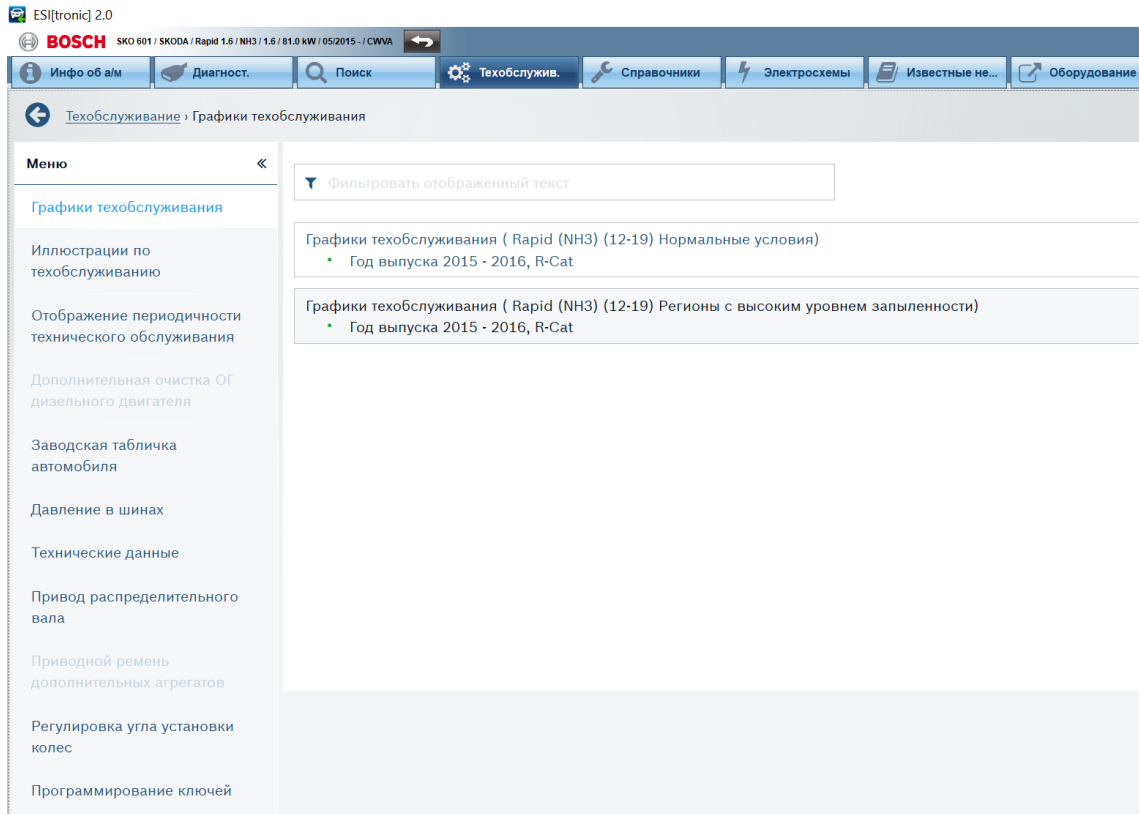 ESI[tronic] 2.0
BOSCH SKO 601 / SKODA / Rapid 1.6 / NH3 / 1.6 / 81.0 kW / 05/2015 - / CWVA
Инфо об а/м Диагност. Поиск Техобслужив. Справочники Электросхемы Известные не... Оборудование
Техобслуживание › Графики техобслуживания
Меню «
Графики техобслуживания
Иллюстрации по
техобслуживанию
Отображение периодичности
технического обслуживания
Дополнительная очистка ОГ
дизельного двигателя
Заводская табличка
автомобиля
Давление в шинах
Технические данные
Привод распределительного
вала
Приводной ремень
дополнительных агрегатов
Регулировка угла установки
колес
Программирование ключей
Фильтровать отображенный текст
Графики техобслуживания ( Rapid (NH3) (12-19) Нормальные условия)
• Год выпуска 2015 - 2016, R-Cat
Графики техобслуживания ( Rapid (NH3) (12-19) Регионы с высоким уровнем запыленности)
• Год выпуска 2015 - 2016, R-Cat